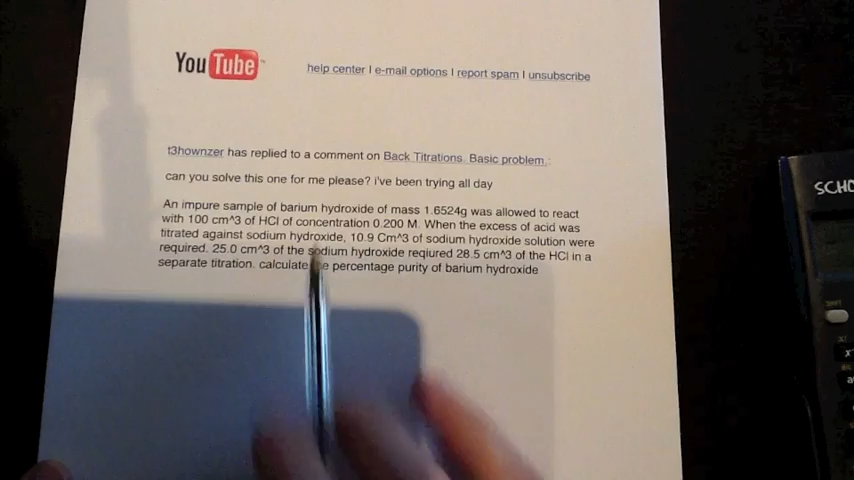 YouTube
help center I e-mail options I report spam I unsubscribe
t3hownzer has replied to a comment on Back Titrations. Basic problem.:
can you solve this one for me please? i've been trying all day
An impure sample of barium hydroxide of mass 1.6524g was allowed to react
with 100 cm^3 of HCl of concentration 0.200 M. When the excess of acid was
titrated against sodium hydroxide, 10.9 Cm^3 of sodium hydroxide solution were
required. 25.0 cm^3 of the sodium hydroxide reqiured 28.5 cm^3 of the HCl in a
separate titration. calculate percentage purity of barium hydroxide
SCHO
SHIFT